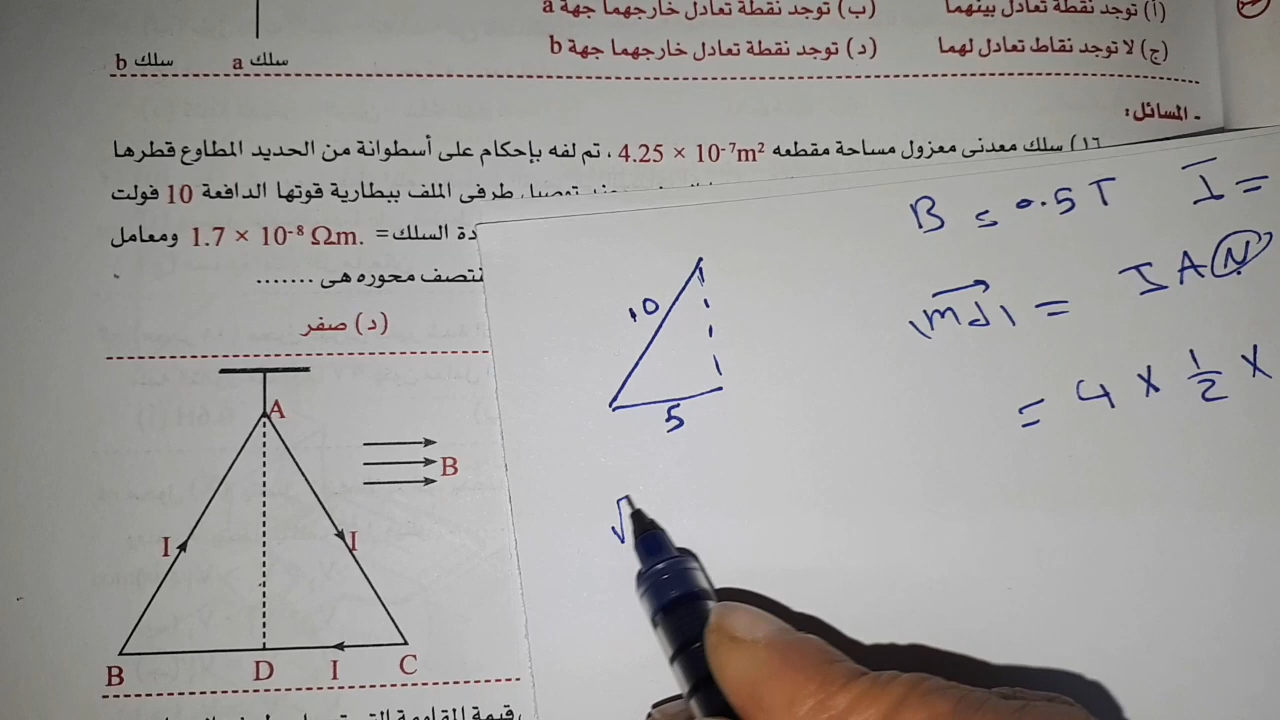 (أ) توجد نقطة تعادل بينهما (ب) توجد نقطة تعادل خارجهما جهة a
(ج) لا توجد نقاط تعادل لهما (د) توجد نقطة تعادل خارجهما جهة b
سلك a سلك b
- المسائل:
١٦) سلك معدنى معزول مساحة مقطعه 4.25 × 10⁻⁷m² ، تم لفه بإحكام على أسطوانة من الحديد المطاوع قطرها
توصيل طرفى الملف ببطارية قوتها الدافعة 10 فولت
السلك= 1.7 × 10⁻⁸ Ωm. ومعامل
محوره هى .......
(د) صفر
A
B
I
I
B
D
I
C
10
5
√
B = 0.5 T I =
|md| = I A N
= 4 × 1/2 ×